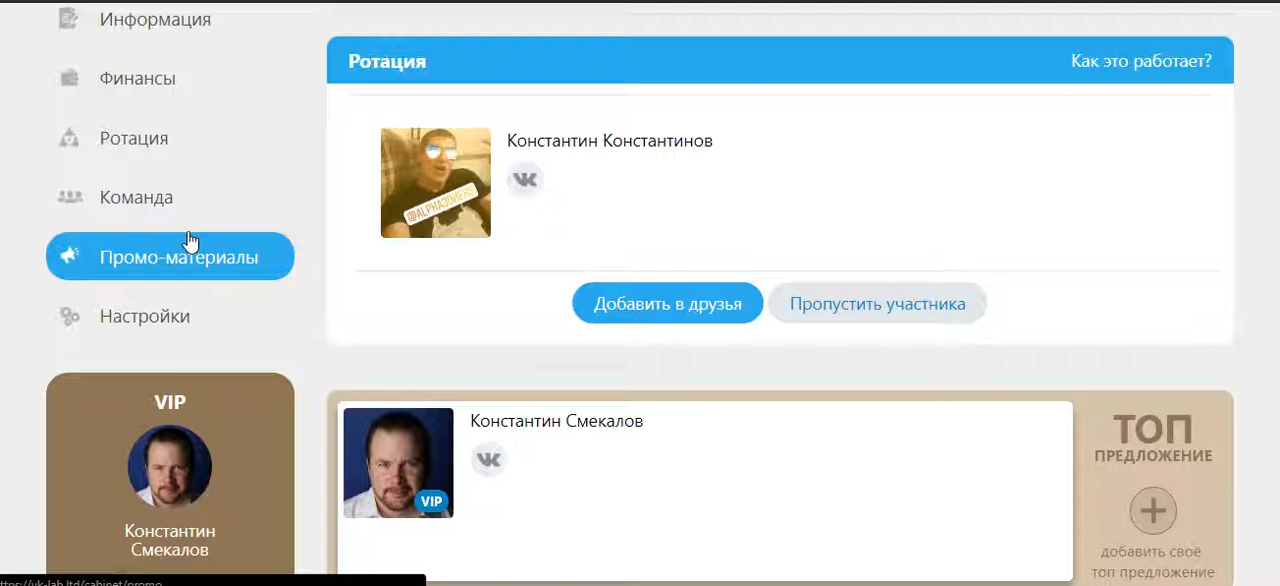 Информация
Финансы
Ротация
Команда
Промо-материалы
Настройки
VIP
Константин
Смекалов
Ротация
Как это работает?
Константин Константинов
Добавить в друзья
Пропустить участника
Константин Смекалов
VIP
ТОП
ПРЕДЛОЖЕНИЕ
добавить своё
топ предложение